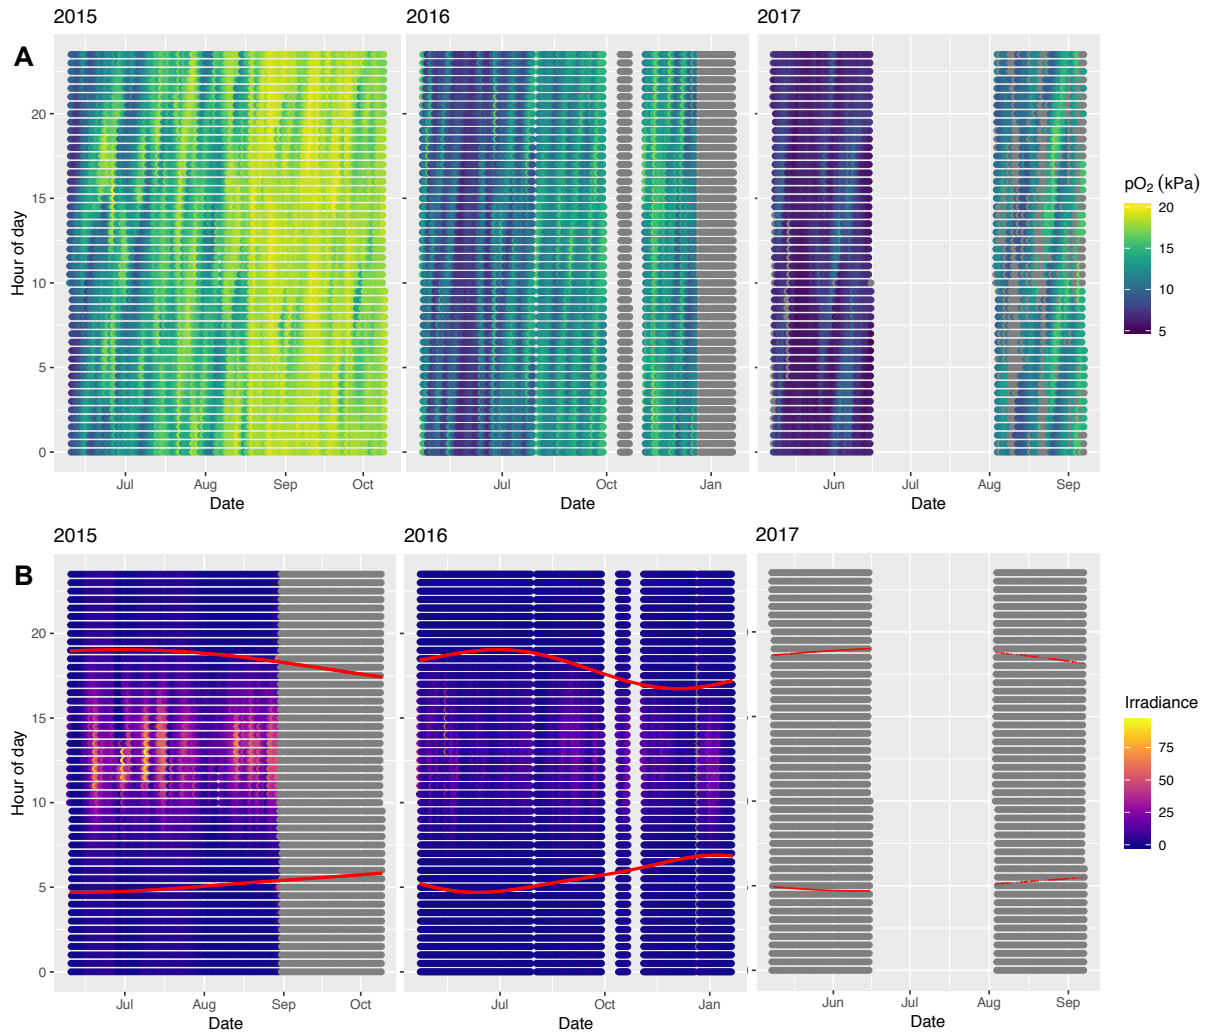 2015 2016 2017
A
Hour of day
20
15
10
5
0
Jul Aug Sep Oct
Jul Oct Jan
Jun Jul Aug Sep
Date Date Date
pO2 (kPa)
20
15
10
5
2015 2016 2017
B
Hour of day
20
15
10
5
0
Jul Aug Sep Oct
Jul Oct Jan
Jun Jul Aug Sep
Date Date Date
Irradiance
75
50
25
0